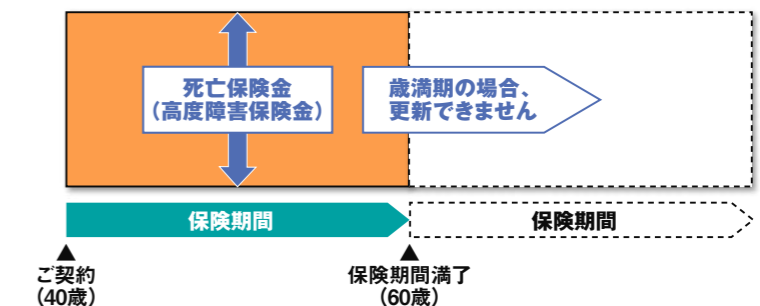 死亡保険金
（高度障害保険金）
歳満期の場合、
更新できません
保険期間
保険期間
ご契約
（40歳）
保険期間満了
（60歳）